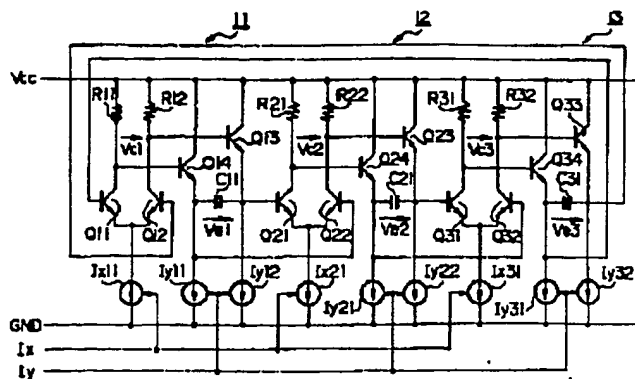 11 12 13
Vcc
R11 R12 R21 R22 R31 R32 Q33
Vc1 Q13 Vc2 Q23 Vc3
Q14 Q24 Q34
C11 C21 C31
Q11 Q12 Ve1 Q21 Q22 Ve2 Q31 Q32 Ve3
Ix11 Iy11 Iy12 Ix21 Iy22 Ix31 Iy32
Iy21 Iy31
GND
Ix
Iy